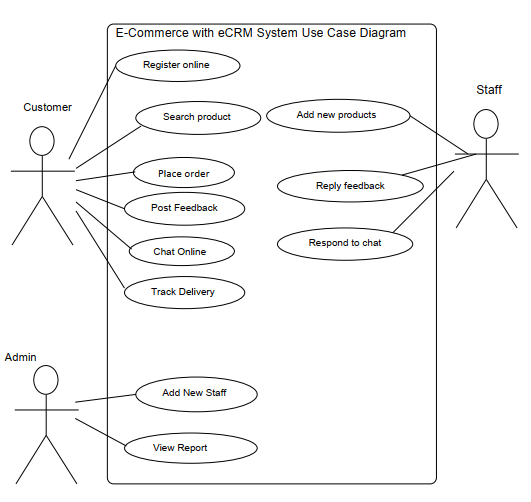 E-Commerce with eCRM System Use Case Diagram
Register online
Customer
Staff
Search product
Add new products
Place order
Reply feedback
Post Feedback
Chat Online
Respond to chat
Track Delivery
Admin
Add New Staff
View Report